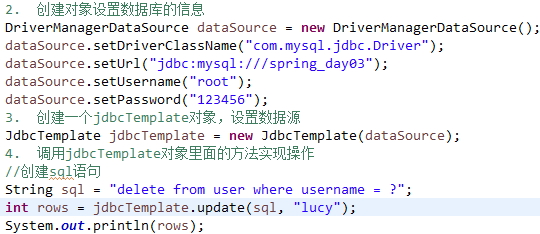 2. 创建对象设置数据库的信息
DriverManagerDataSource dataSource = new DriverManagerDataSource();
dataSource.setDriverClassName("com.mysql.jdbc.Driver");
dataSource.setUrl("jdbc:mysql:///spring_day03");
dataSource.setUsername("root");
dataSource.setPassword("123456");
3. 创建一个jdbcTemplate对象，设置数据源
JdbcTemplate jdbcTemplate = new JdbcTemplate(dataSource);
4. 调用jdbcTemplate对象里面的方法实现操作
//创建sql语句
String sql = "delete from user where username = ?";
int rows = jdbcTemplate.update(sql, "lucy");
System.out.println(rows);